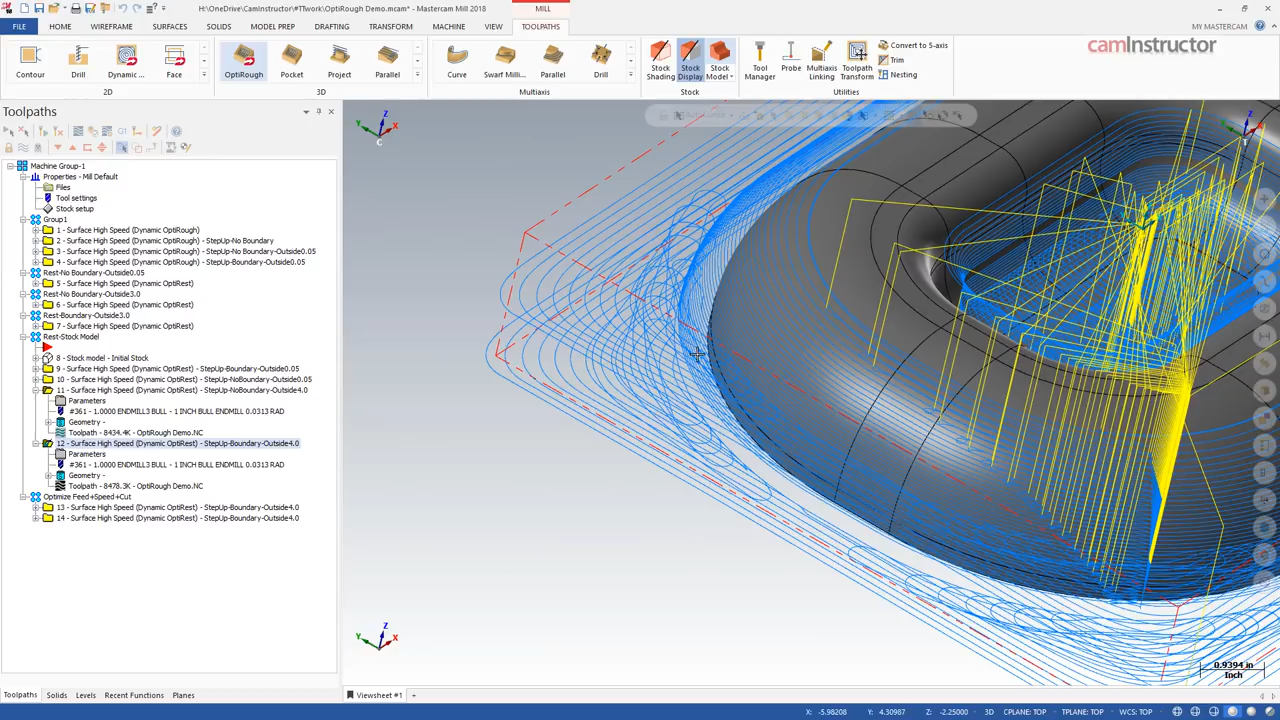 H:\OneDrive\CamInstructor\#TTwork\OptiRough Demo.mcam* - Mastercam Mill 2018
MILL
FILE HOME WIREFRAME SURFACES SOLIDS MODEL PREP DRAFTING TRANSFORM MACHINE VIEW TOOLPATHS MY MASTERCAM
camInstructor
Contour Drill Dynamic ... Face OptiRough Pocket Project Parallel Curve Swarf Milli... Parallel Drill Stock Shading Stock Display Stock Model Tool Manager Probe Multiaxis Linking Toolpath Transform Convert to 5-axis
Trim
Nesting
2D 3D Multiaxis Stock Utilities
Toolpaths
G1
Machine Group-1
Properties - Mill Default
Files
Tool settings
Stock setup
Group1
1 - Surface High Speed (Dynamic OptiRough)
2 - Surface High Speed (Dynamic OptiRough) - StepUp-No Boundary
3 - Surface High Speed (Dynamic OptiRough) - StepUp-No Boundary-Outside0.05
4 - Surface High Speed (Dynamic OptiRough) - StepUp-Boundary-Outside0.05
Rest-No Boundary-Outside0.05
5 - Surface High Speed (Dynamic OptiRest)
Rest-No Boundary-Outside3.0
6 - Surface High Speed (Dynamic OptiRest)
Rest-Boundary-Outside3.0
7 - Surface High Speed (Dynamic OptiRest)
Rest-Stock Model
8 - Stock model - Initial Stock
9 - Surface High Speed (Dynamic OptiRest) - StepUp-Boundary-Outside0.05
10 - Surface High Speed (Dynamic OptiRest) - StepUp-NoBoundary-Outside0.05
11 - Surface High Speed (Dynamic OptiRest) - StepUp-NoBoundary-Outside4.0
Parameters
#361 - 1.0000 ENDMILL3 BULL - 1 INCH BULL ENDMILL 0.0313 RAD
Geometry -
Toolpath - 8434.4K - OptiRough Demo.NC
12 - Surface High Speed (Dynamic OptiRest) - StepUp-Boundary-Outside4.0
Parameters
#361 - 1.0000 ENDMILL3 BULL - 1 INCH BULL ENDMILL 0.0313 RAD
Geometry -
Toolpath - 8478.3K - OptiRough Demo.NC
Optimize Feed+Speed+Cut
13 - Surface High Speed (Dynamic OptiRest) - StepUp-Boundary-Outside4.0
14 - Surface High Speed (Dynamic OptiRest) - StepUp-Boundary-Outside4.0
Z
Y X
C
Z
X
T
Z
Y X
0.9394 in
Inch
Toolpaths Solids Levels Recent Functions Planes Viewsheet #1 +
X: -5.98208 Y: 4.30987 Z: -2.25000 3D CPLANE: TOP TPLANE: TOP WCS: TOP